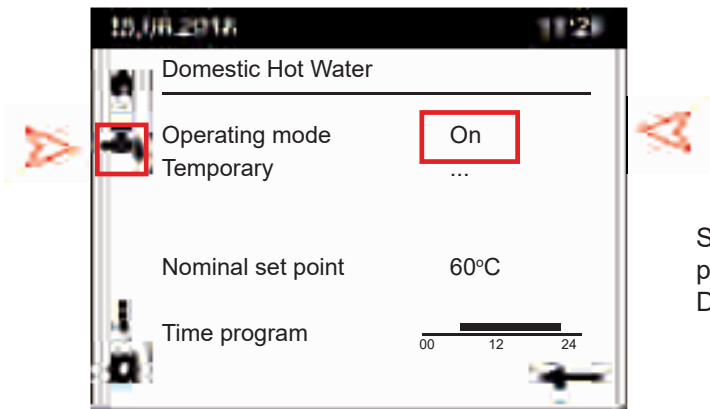 Domestic Hot Water
Operating mode On
Temporary ...
Nominal set point 60°C
Time program
00 12 24
S
p
D